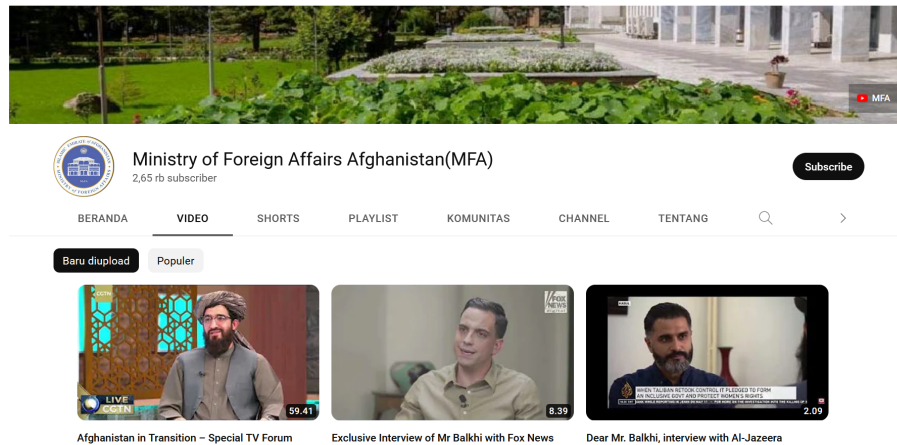 MFA
Ministry of Foreign Affairs Afghanistan(MFA)
2,65 rb subscriber
Subscribe
BERANDA VIDEO SHORTS PLAYLIST KOMUNITAS CHANNEL TENTANG
Baru diupload Populer
CGTN
LIVE
CGTN
59.41
FOX
NEWS
digital
8.39
WHEN TALIBAN RETOOK CONTROL, IT PLEDGED TO FORM
AN INCLUSIVE GOVT AND PROTECT WOMEN'S RIGHTS
2.09
Afghanistan in Transition – Special TV Forum
Exclusive Interview of Mr Balkhi with Fox News
Dear Mr. Balkhi, interview with Al-Jazeera